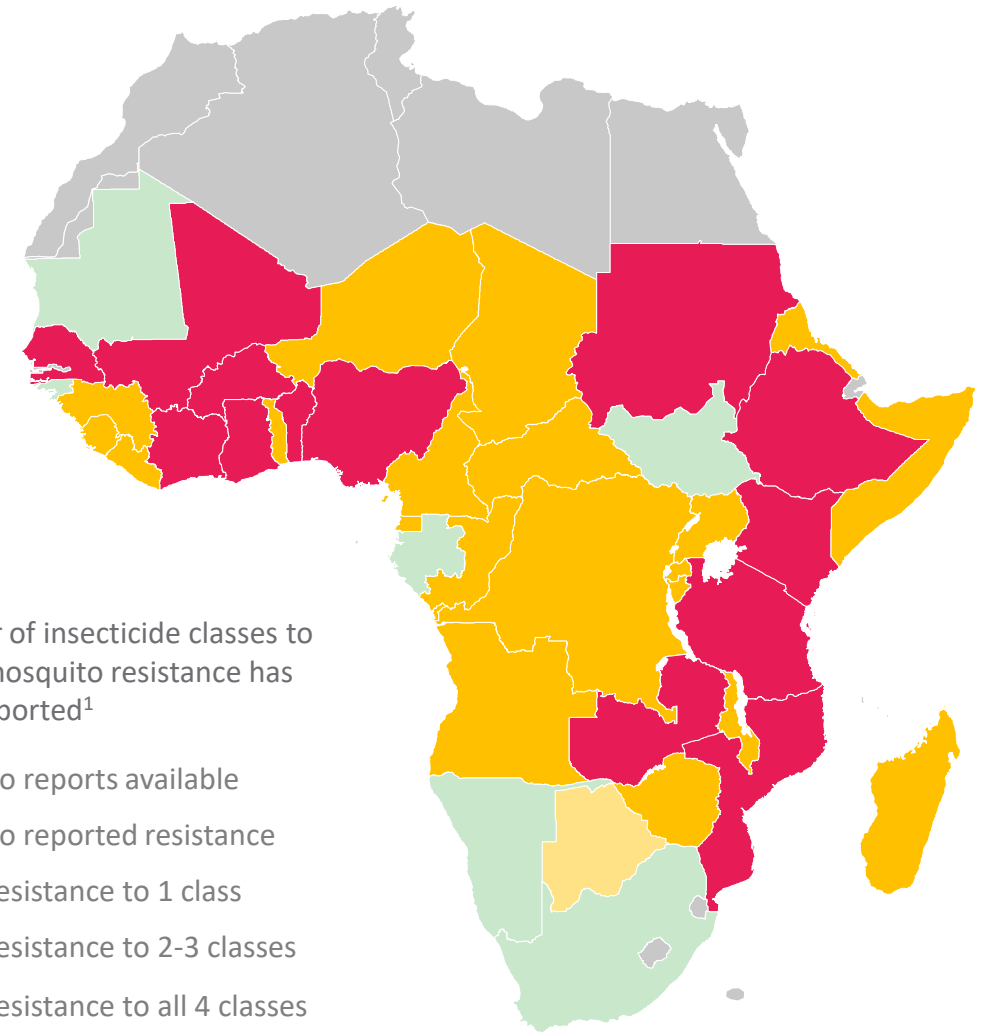 r of insecticide classes to
nosquito resistance has
ported¹
o reports available
o reported resistance
esistance to 1 class
esistance to 2-3 classes
esistance to all 4 classes